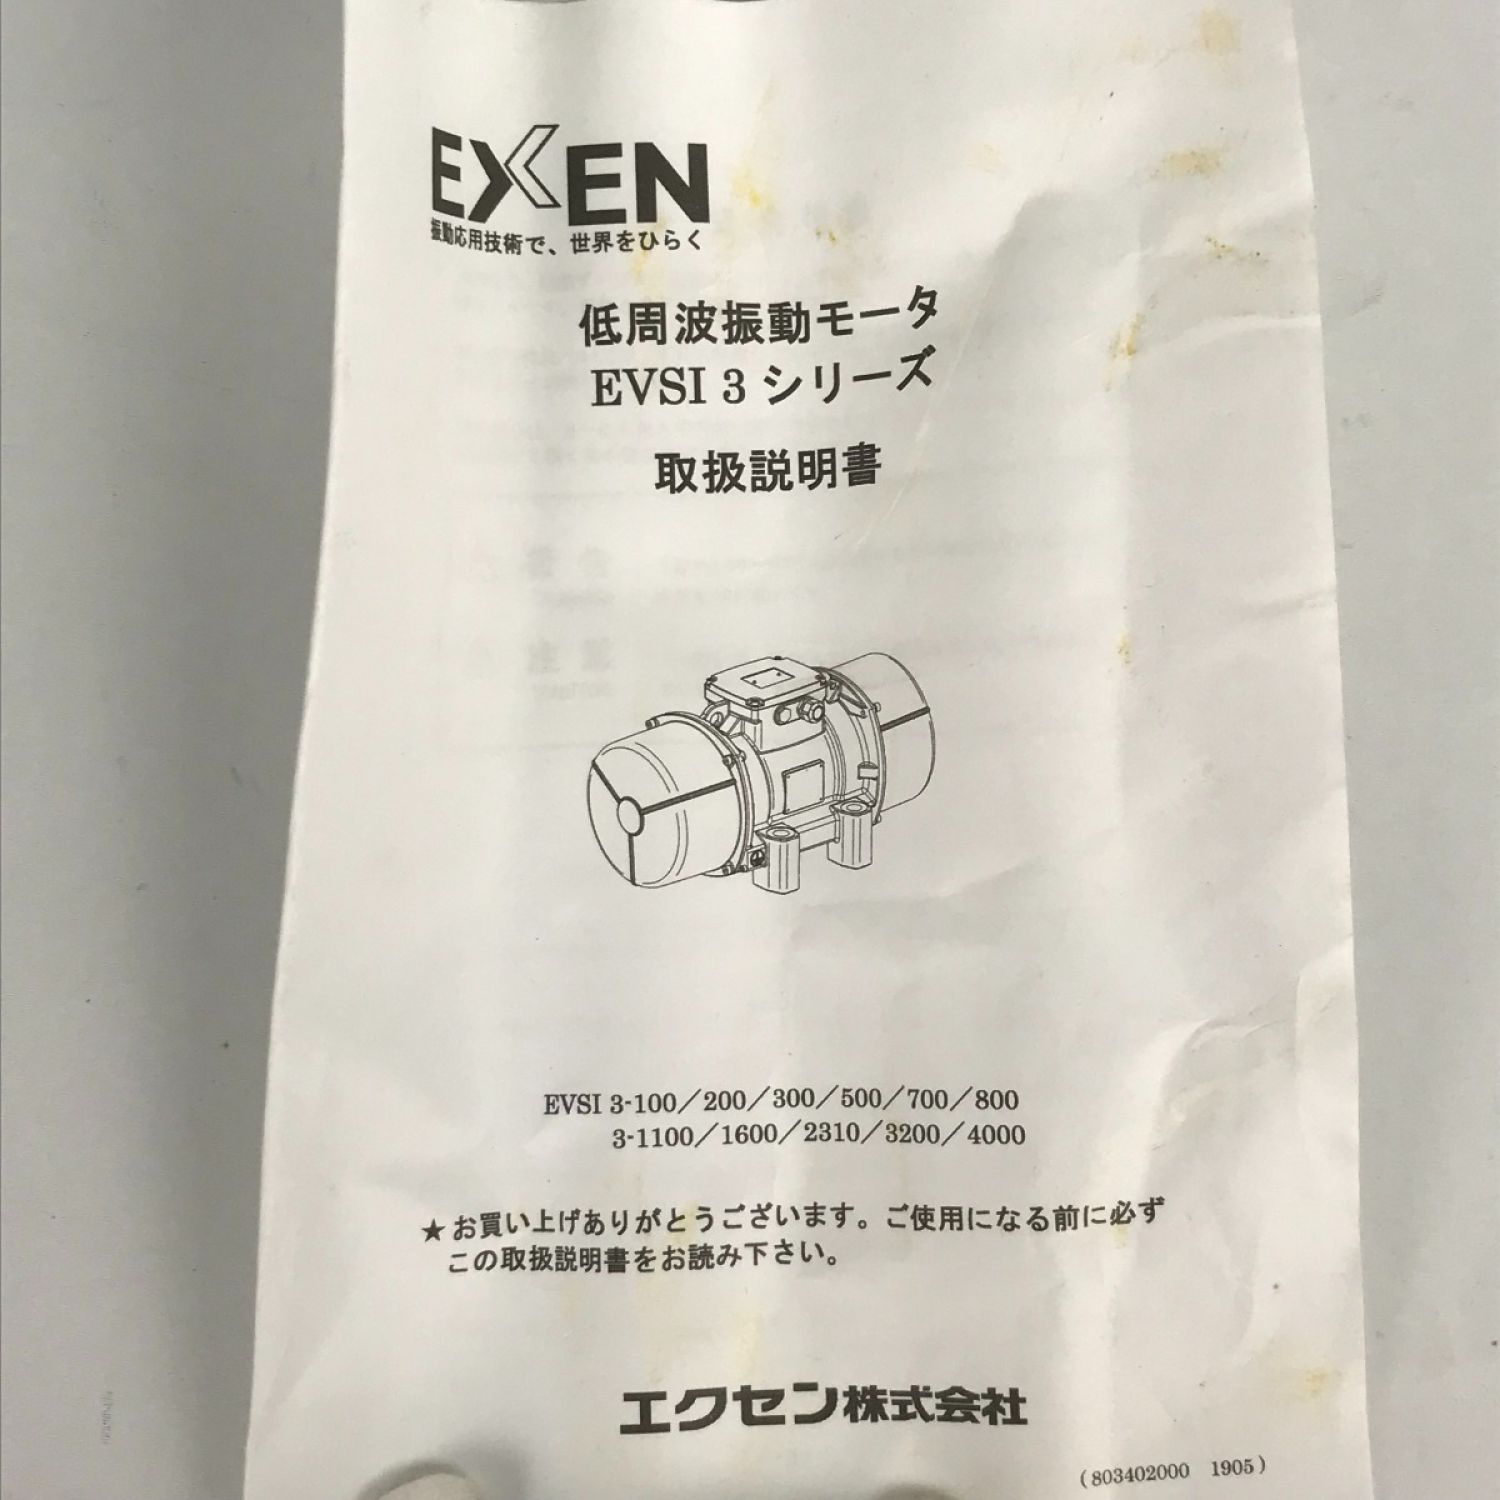 EXEN
振動応用技術で、世界をひらく
低周波振動モータ
EVSI 3 シリーズ
取扱説明書
EVSI 3-100／200／300／500／700／800
3-1100／1600／2310／3200／4000
★お買い上げありがとうございます。ご使用になる前に必ず
この取扱説明書をお読み下さい。
エクセン株式会社
(803402000 1905)